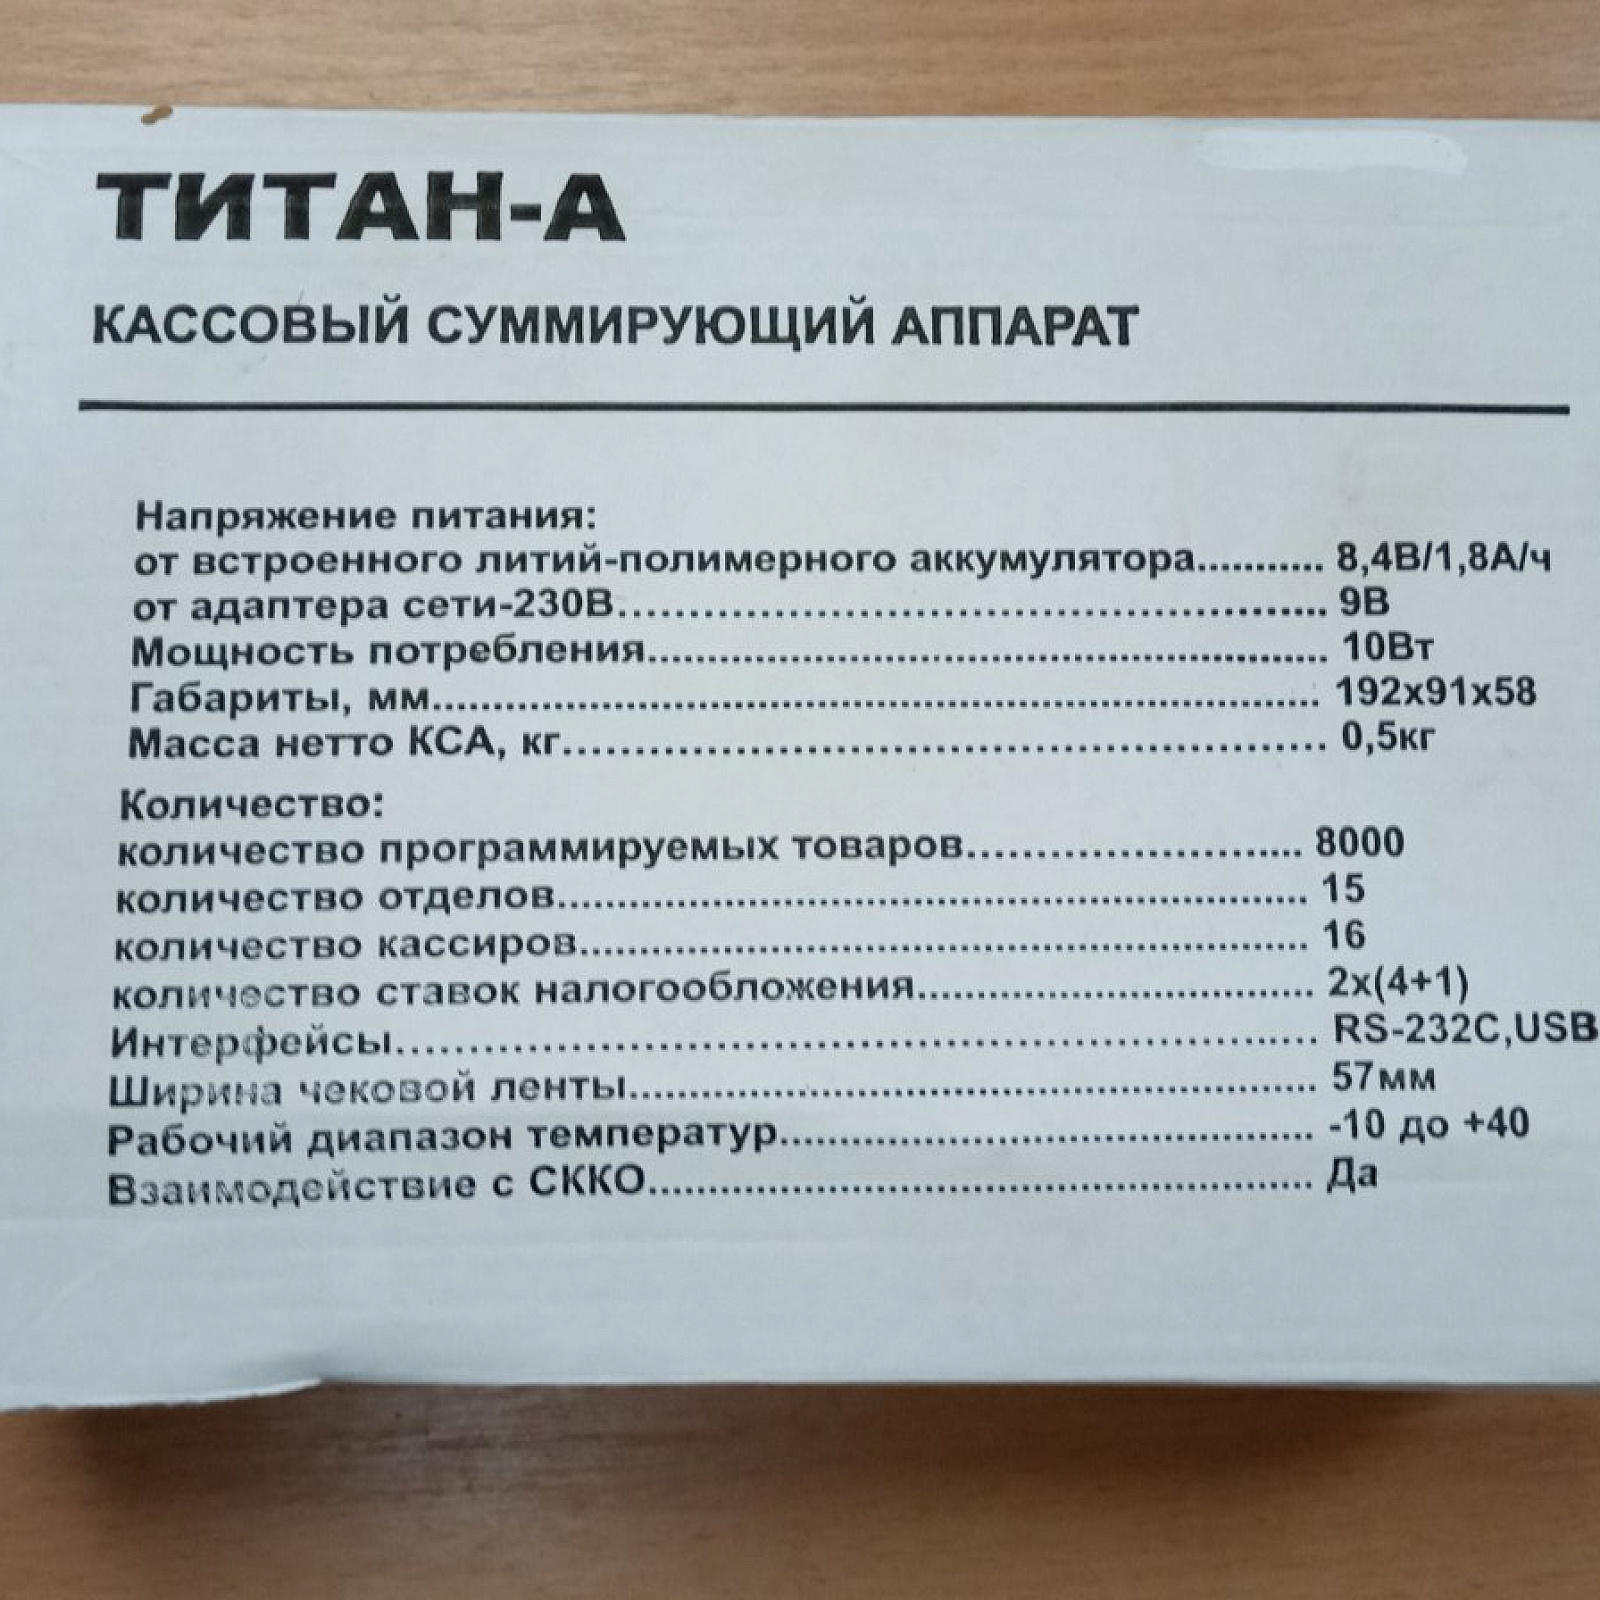 ТИТАН-А
КАССОВЫЙ СУММИРУЮЩИЙ АППАРАТ
Напряжение питания:
от встроенного литий-полимерного аккумулятора........... 8,4В/1,8А/ч
от адаптера сети-230В........................................ 9В
Мощность потребления........................................ 10Вт
Габариты, мм........................................ 192х91х58
Масса нетто КСА, кг........................................ 0,5кг
Количество:
количество программируемых товаров........................ 8000
количество отделов........................................ 15
количество кассиров........................................ 16
количество ставок налогообложения........................ 2х(4+1)
Интерфейсы........................................ RS-232C,USB
Ширина чековой ленты........................................ 57мм
Рабочий диапазон температур........................................ -10 до +40
Взаимодействие с СККО........................................ Да